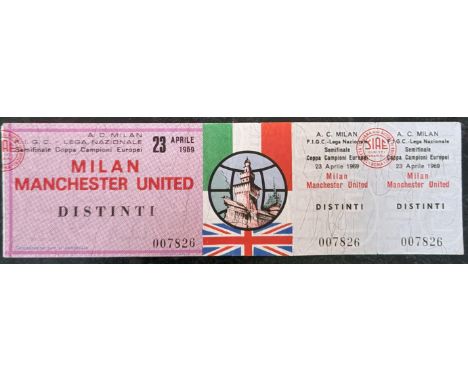 A. C. MILAN
F.I.G.C. - LEGA NAZIONALE
Semifinale Coppa Campioni Europei
23 APRILE
1969
MILAN
MANCHESTER UNITED
DISTINTI
007826
A. C. MILAN
F.I.G.C.-Lega Nazionale
Semifinale
Coppa Campioni Europei
23 Aprile 1969
Milan
Manchester United
DISTINTI
007826
SIAE
A. C. MILAN
F.I.G.C.-Lega Nazionale
Semifinale
Coppa Campioni Europei
23 Aprile 1969
Milan
Manchester United
DISTINTI
007826